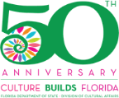 50TH
ANNIVERSARY
CULTURE BUILDS FLORIDA
FLORIDA DEPARTMENT OF STATE · DIVISION OF CULTURAL AFFAIRS